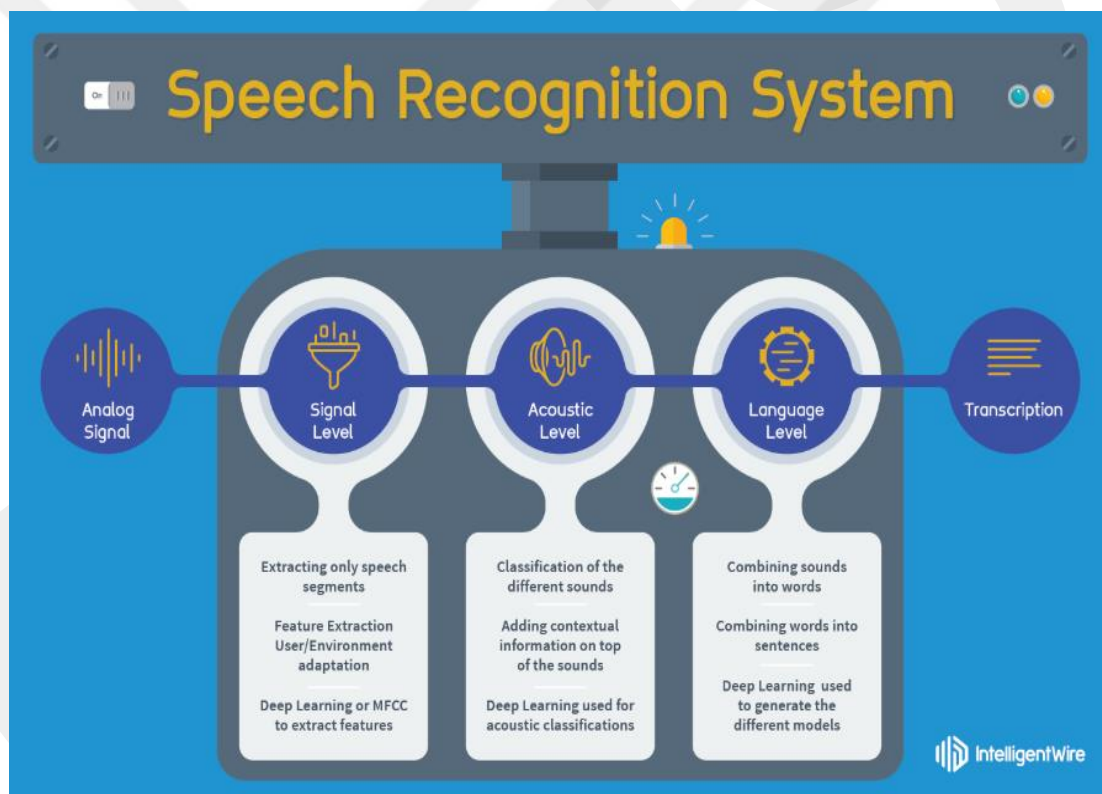 On
Speech Recognition System
Analog
Signal
Signal
Level
Acoustic
Level
Language
Level
Transcription
Extracting only speech
segments
Feature Extraction
User/Environment
adaptation
Deep Learning or MFCC
to extract features
Classification of the
different sounds
Adding contextual
information on top
of the sounds
Deep Learning used for
acoustic classifications
Combining sounds
into words
Combining words into
sentences
Deep Learning used
to generate the
different models
IntelligentWire